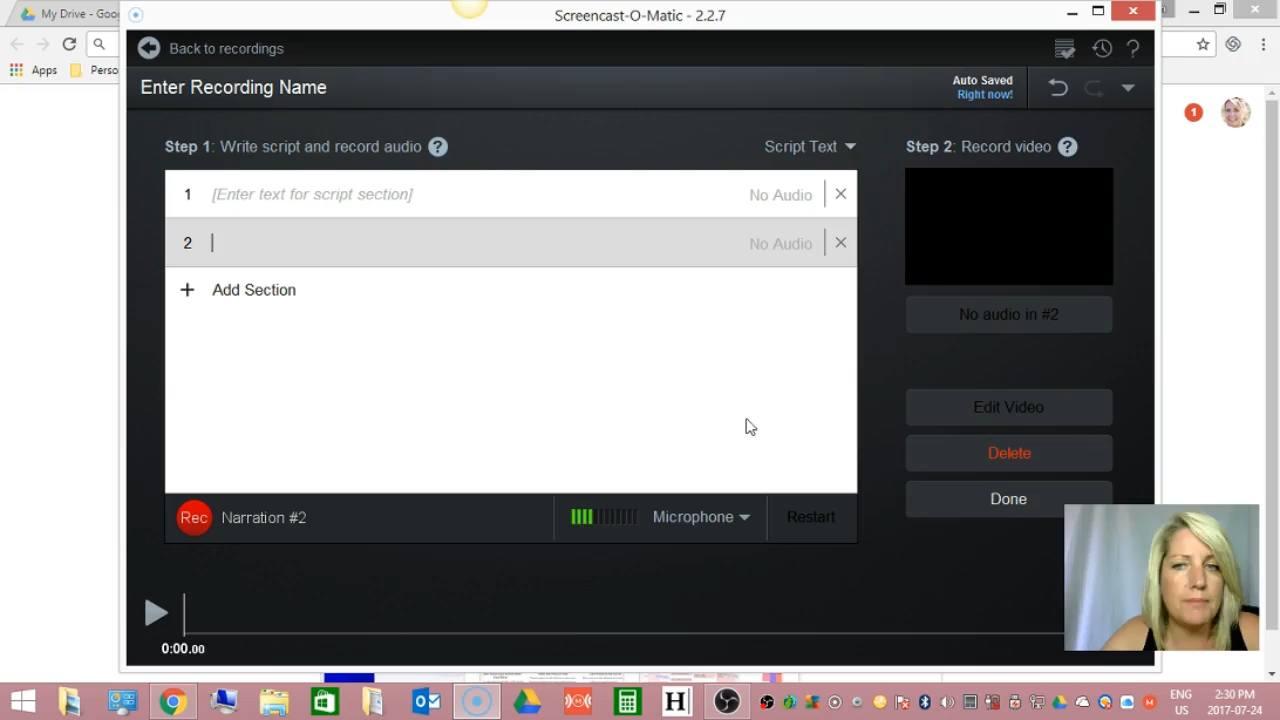 My Drive - Goog
Screencast-O-Matic - 2.2.7
Back to recordings
Apps
Perso
Enter Recording Name
Auto Saved
Right now!
1
Step 1: Write script and record audio ?
Script Text
Step 2: Record video ?
1 [Enter text for script section] No Audio
2 No Audio
+ Add Section
No audio in #2
Edit Video
Delete
Done
Rec Narration #2
Microphone
Restart
0:00.00
ENG
US
2:30 PM
2017-07-24